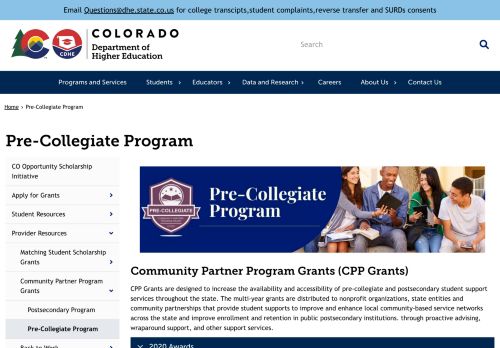 Email Questions@dhe.state.co.us for college transcipts,student complaints,reverse transfer and SURDs consents
CO
CDHE
COLORADO
Department of
Higher Education
Search
Programs and Services
Students
Educators
Data and Research
Careers
About Us
Contact Us
Home > Pre-Collegiate Program
Pre-Collegiate Program
CO Opportunity Scholarship
Initiative
Apply for Grants
Student Resources
Provider Resources
Matching Student Scholarship
Grants
Community Partner Program
Grants
Postsecondary Program
Pre-Collegiate Program
Back to Work
PRE-COLLEGIATE
Pre-Collegiate
Program
Community Partner Program Grants (CPP Grants)
CPP Grants are designed to increase the availability and accessibility of pre-collegiate and postsecondary student support
services throughout the state. The multi-year grants are distributed to nonprofit organizations, state entities and
community partnerships that provide student supports to improve and enhance local community-based service networks
across the state and improve enrollment and retention in public postsecondary institutions. through proactive advising,
wraparound support, and other support services.
2020 Awards